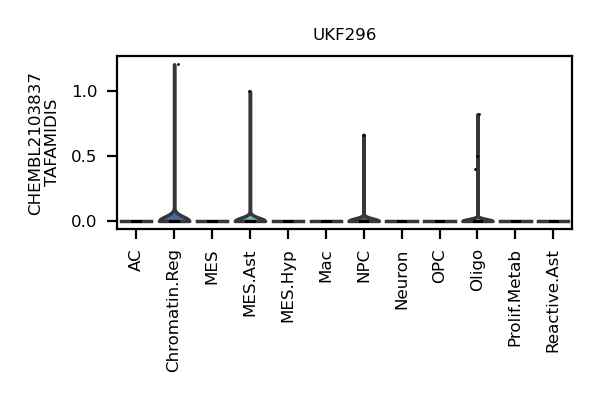 UKF296
CHEMBL2103837
TAFAMIDIS
1.0
0.5
0.0
AC
Chromatin.Reg
MES
MES.Ast
MES.Hyp
Mac
NPC
Neuron
OPC
Oligo
Prolif.Metab
Reactive.Ast